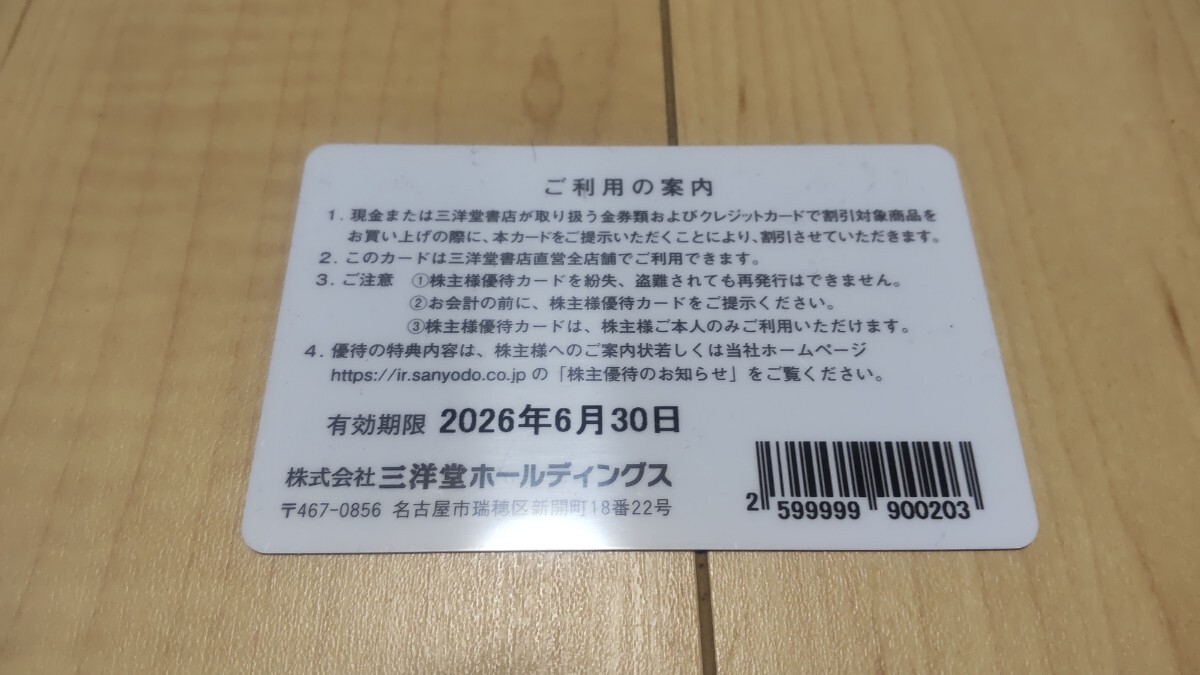 ご利用の案内
1. 現金または三洋堂書店が取り扱う金券類およびクレジットカードで割引対象商品を
お買い上げの際に、本カードをご提示いただくことにより、割引させていただきます。
2. このカードは三洋堂書店直営全店舗でご利用できます。
3. ご注意 ①株主様優待カードを紛失、盗難されても再発行はできません。
②お会計の前に、株主様優待カードをご提示ください。
③株主様優待カードは、株主様ご本人のみご利用いただけます。
4. 優待の特典内容は、株主様へのご案内状若しくは当社ホームページ
https://ir.sanyodo.co.jp の「株主優待のお知らせ」をご覧ください。
有効期限 2026年6月30日
株式会社 三洋堂ホールディングス
〒467-0856 名古屋市瑞穂区新開町18番22号
2 599999 900203